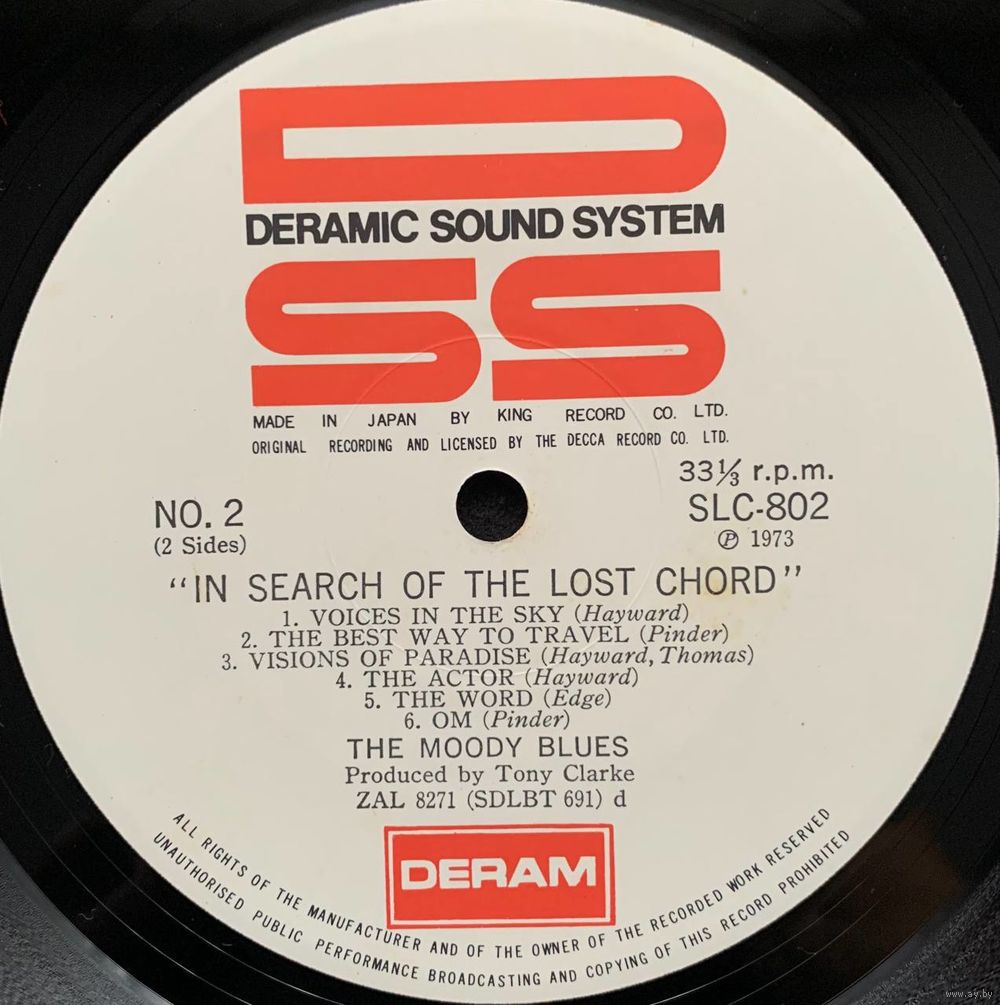 D
DERAMIC SOUND SYSTEM
SS
MADE IN JAPAN BY KING RECORD CO. LTD.
ORIGINAL RECORDING AND LICENSED BY THE DECCA RECORD CO. LTD.
33⅓ r.p.m.
NO. 2
SLC-802
(2 Sides)
℗ 1973
“IN SEARCH OF THE LOST CHORD”
1. VOICES IN THE SKY (Hayward)
2. THE BEST WAY TO TRAVEL (Pinder)
3. VISIONS OF PARADISE (Hayward, Thomas)
4. THE ACTOR (Hayward)
5. THE WORD (Edge)
6. OM (Pinder)
THE MOODY BLUES
Produced by Tony Clarke
ZAL 8271 (SDLBT 691) d
DERAM
ALL RIGHTS OF THE MANUFACTURER AND OF THE OWNER OF THE RECORDED WORK RESERVED
UNAUTHORISED PUBLIC PERFORMANCE BROADCASTING AND COPYING OF THIS RECORD PROHIBITED
www.ay.by